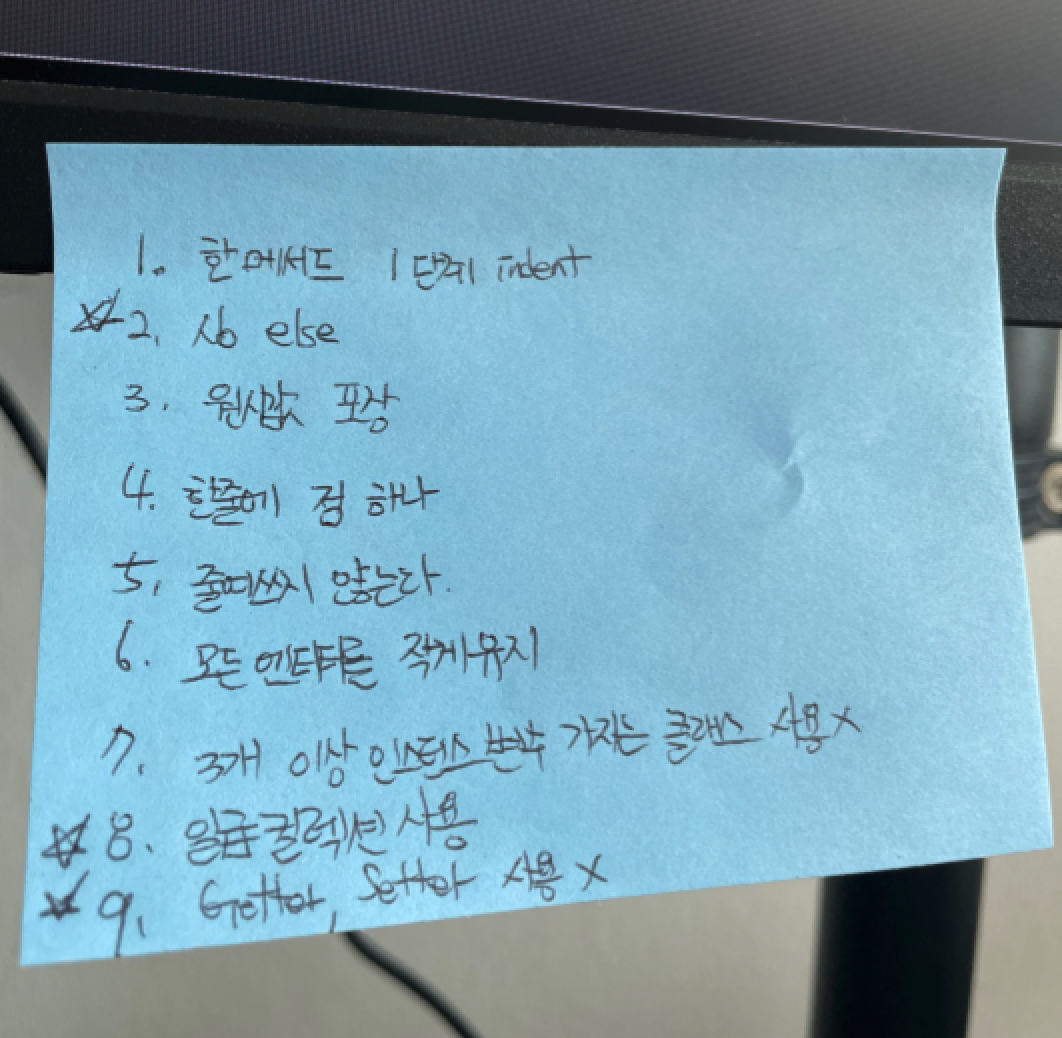 1. 한 메서드 1 단계 indent
☆2. No else
3. 원시값 포장
4. 한줄에 점 하나
5. 줄여쓰지 않는다.
6. 모든 엔티티를 작게 유지
7. 3개 이상 인스턴스 변수 가지는 클래스 사용 X
☆ 8. 일급 컬렉션 사용
☆ 9. Getter, Setter 사용 X